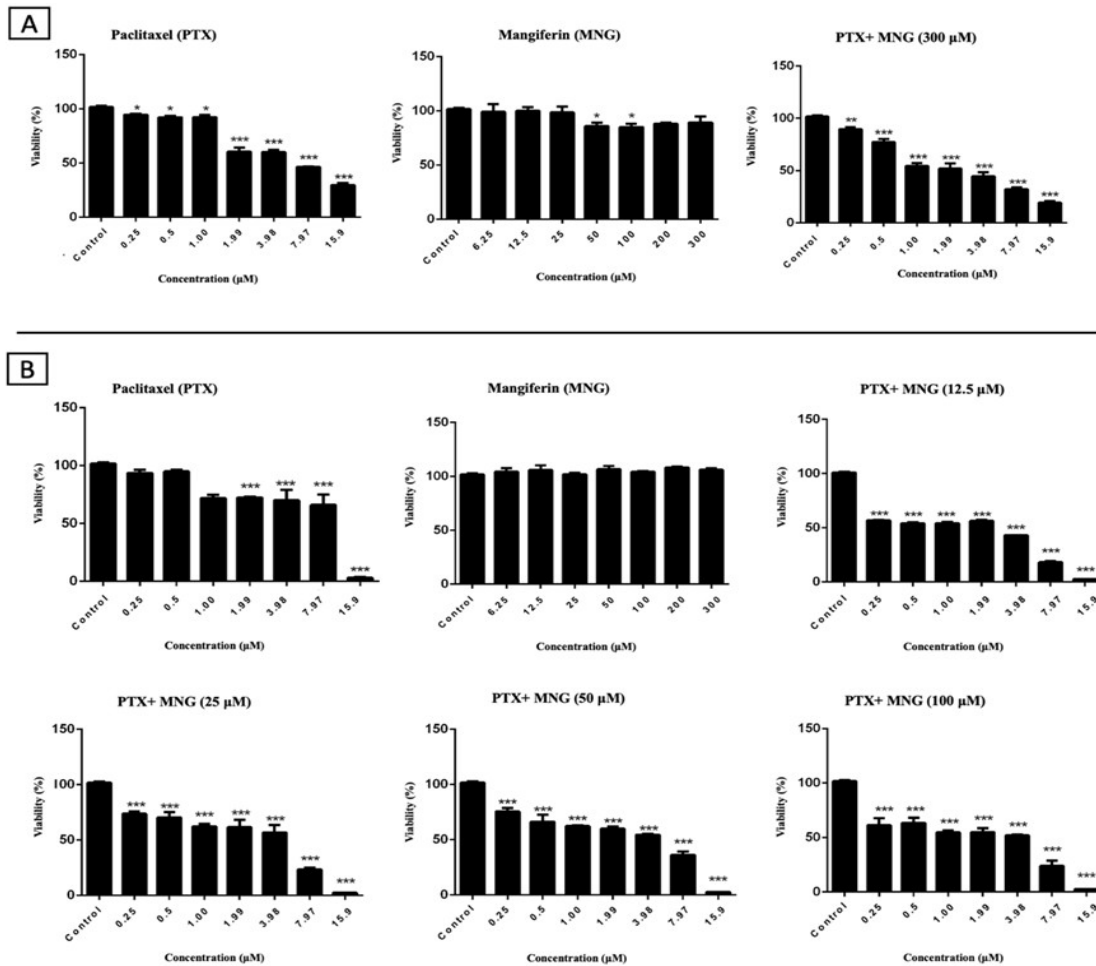 A
Paclitaxel (PTX)
150
100
50
0
Viability (%)
* * * *** *** *** ***
Control 0.25 0.5 1.00 1.99 3.98 7.97 15.9
Concentration (µM)
Mangiferin (MNG)
150
100
50
0
Viability (%)
* *
Control 6.25 12.5 25 50 100 200 300
Concentration (µM)
PTX+ MNG (300 µM)
150
100
50
0
Viability (%)
** *** *** *** *** *** ***
Control 0.25 0.5 1.00 1.99 3.98 7.97 15.9
Concentration (µM)
B
Paclitaxel (PTX)
150
100
50
0
Viability (%)
*** *** *** ***
Control 0.25 0.5 1.00 1.99 3.98 7.97 15.9
Concentration (µM)
Mangiferin (MNG)
150
100
50
0
Viability (%)
Control 6.25 12.5 25 50 100 200 300
Concentration (µM)
PTX+ MNG (12.5 µM)
150
100
50
0
Viability (%)
*** *** *** *** *** *** ***
Control 0.25 0.5 1.00 1.99 3.98 7.97 15.9
Concentration (µM)
PTX+ MNG (25 µM)
150
100
50
0
Viability (%)
*** *** *** *** *** *** ***
Control 0.25 0.5 1.00 1.99 3.98 7.97 15.9
Concentration (µM)
PTX+ MNG (50 µM)
150
100
50
0
Viability (%)
*** *** *** *** *** *** ***
Control 0.25 0.5 1.00 1.99 3.98 7.97 15.9
Concentration (µM)
PTX+ MNG (100 µM)
150
100
50
0
Viability (%)
*** *** *** *** *** *** ***
Control 0.25 0.5 1.00 1.99 3.98 7.97 15.9
Concentration (µM)